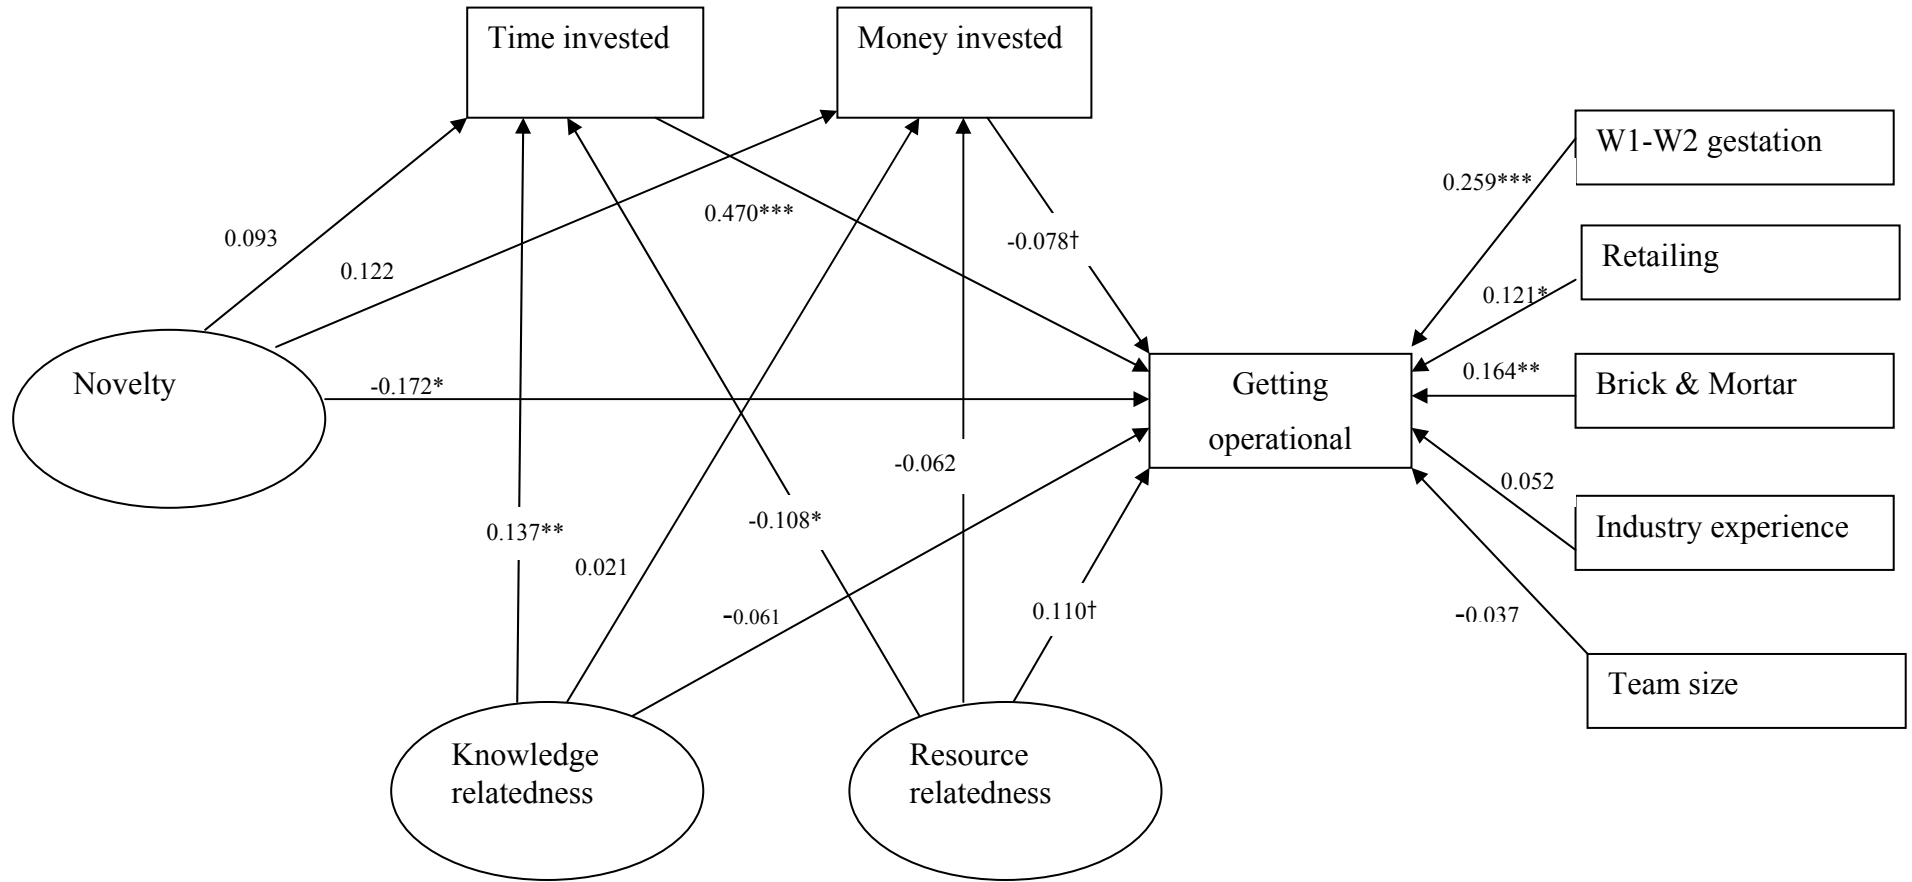 Time invested
Money invested
W1-W2 gestation
0.259***
0.470***
0.093
-0.078†
Retailing
0.122
0.121*
Novelty
-0.172*
Getting
operational
0.164**
Brick & Mortar
-0.062
0.052
0.137**
-0.108*
Industry experience
0.021
-0.061
0.110†
-0.037
Team size
Knowledge
relatedness
Resource
relatedness